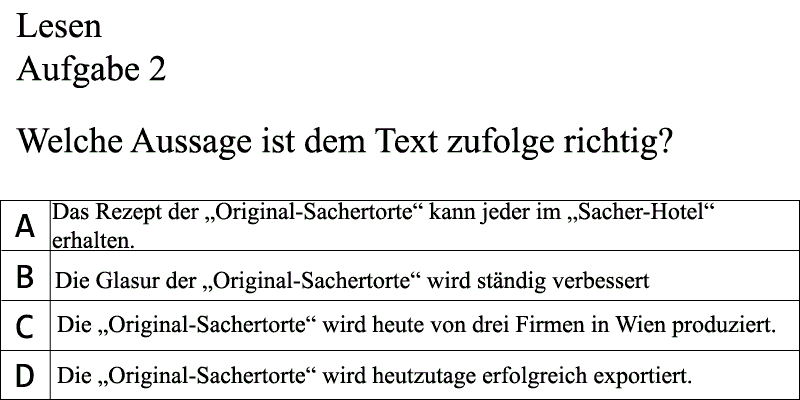 Lesen
Aufgabe 2
Welche Aussage ist dem Text zufolge richtig?
A Das Rezept der „Original-Sachertorte“ kann jeder im „Sacher-Hotel“
erhalten.
B Die Glasur der „Original-Sachertorte“ wird ständig verbessert
C Die „Original-Sachertorte“ wird heute von drei Firmen in Wien produziert.
D Die „Original-Sachertorte“ wird heutzutage erfolgreich exportiert.